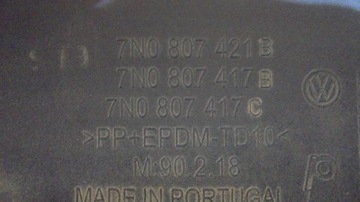 7N0 807 421 B
7N0 807 417 B
7N0 807 417 C
>PP+EPDM-TD10<
M:90.2.18
MADE IN PORTUGAL